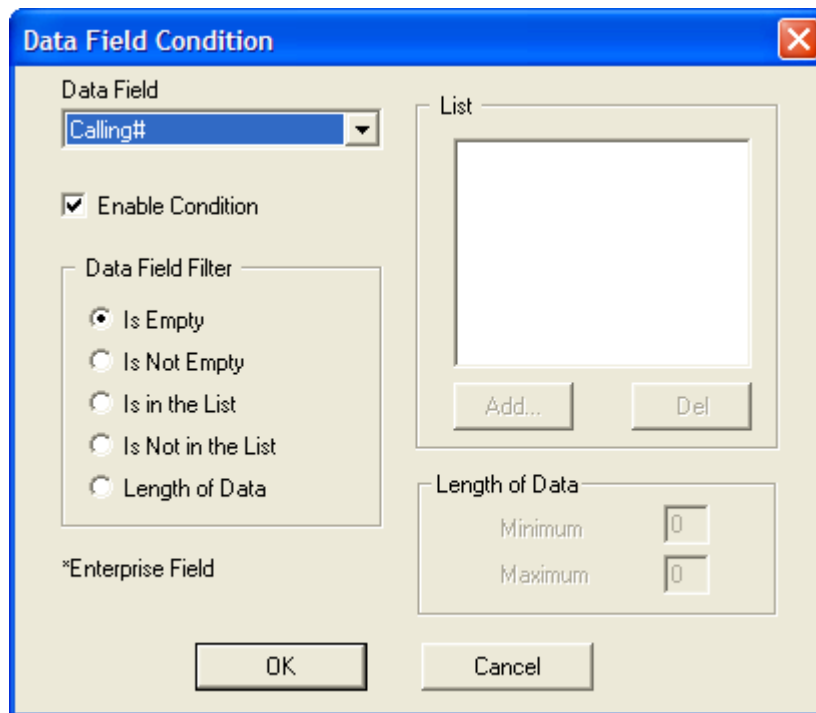 Data Field Condition
Data Field
Calling#
Enable Condition
Data Field Filter
Is Empty
Is Not Empty
Is in the List
Is Not in the List
Length of Data
*Enterprise Field
List
Add...
Del
Length of Data
Minimum
0
Maximum
0
OK
Cancel